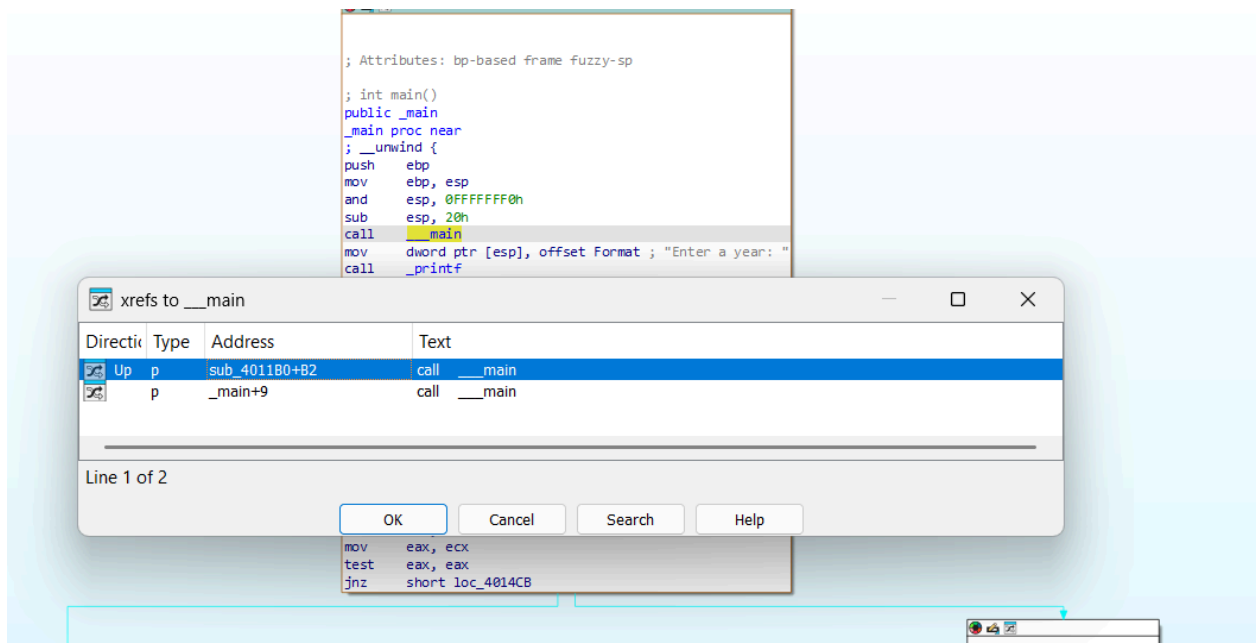 ; Attributes: bp-based frame fuzzy-sp
; int main()
public _main
_main proc near
; __unwind {
push ebp
mov ebp, esp
and esp, 0FFFFFFF0h
sub esp, 20h
call ___main
mov dword ptr [esp], offset Format ; "Enter a year: "
call _printf
xrefs to ___main
Directic Type Address Text
Up p sub_4011B0+B2 call ___main
p _main+9 call ___main
Line 1 of 2
OK Cancel Search Help
mov eax, ecx
test eax, eax
jnz short loc_4014CB